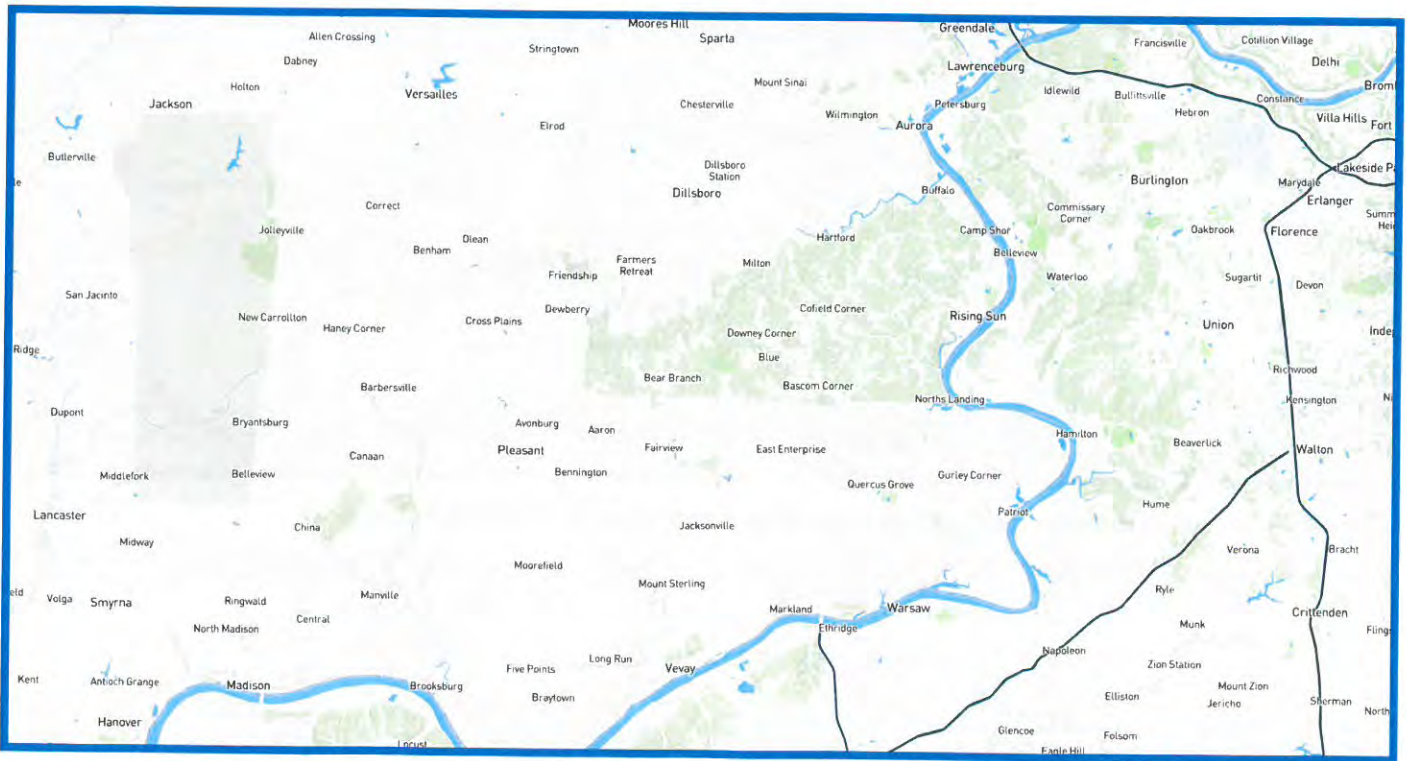 Moores Hill
Greendale
Allen Crossing
Sparta
Francisville
Cotillion Village
Stringtown
Dabney
Delhi
Lawrenceburg
Holton
Versailles
Mount Sinai
Idlewild
Bullittsville
Constance
Jackson
Chesterville
Petersburg
Wilmington
Hebron
Villa Hills
Fort
Elrod
Aurora
Butlerville
Dillsboro
Station
Lakeside
Burlington
Marydale
Dillsboro
Buffalo
Erlanger
Correct
Commissary
Corner
Summ
Jolleyville
Hartford
Camp Shor
Oakbrook
Florence
Olean
Benham
Belleview
Farmers
Retreat
Milton
Friendship
Waterloo
Sugartit
Devon
San Jacinto
Dewberry
Cofield Corner
New Carrollton
Haney Corner
Cross Plains
Rising Sun
Union
Downey Corner
Ridge
Blue
Bear Branch
Bascom Corner
Richwood
Barbersville
Norths Landing
Kensington
Dupont
Bryantsburg
Avonburg
Aaron
Hamilton
Beaverlick
Pleasant
Fairview
East Enterprise
Walton
Canaan
Bennington
Middlefork
Belleview
Quercus Grove
Gurley Corner
Hume
Lancaster
Patriot
China
Jacksonville
Midway
Verona
Bracht
Moorefield
Mount Sterling
Ryle
eld
Volga
Smyrna
Ringwald
Manville
Markland
Warsaw
Crittenden
Central
North Madison
Ethridge
Munk
Napoleon
Long Run
Five Points
Vevay
Zion Station
Kent
Antioch Grange
Madison
Brooksburg
Braytown
Elliston
Mount Zion
Jericho
Sherman
North
Hanover
Glencoe
Folsom
Locust
Eagle Hill